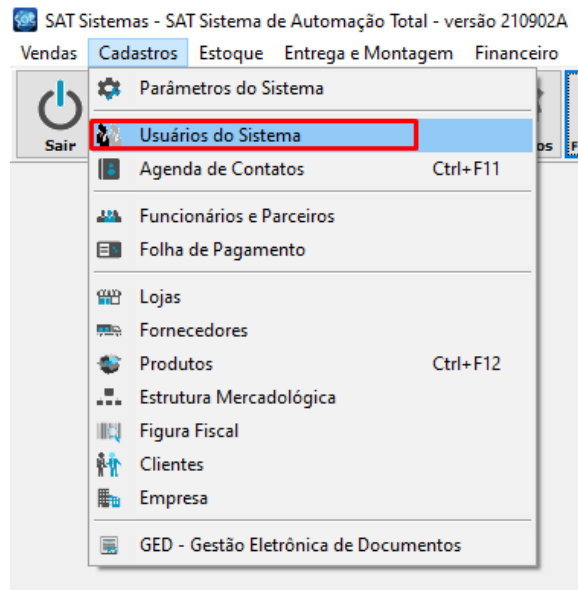 SAT Sistemas - SAT Sistema de Automação Total - versão 210902A
Vendas Cadastros Estoque Entrega e Montagem Financeiro
Sair
Parâmetros do Sistema
Usuários do Sistema
Agenda de Contatos Ctrl+F11
Funcionários e Parceiros
Folha de Pagamento
Lojas
Fornecedores
Produtos Ctrl+F12
Estrutura Mercadológica
Figura Fiscal
Clientes
Empresa
GED - Gestão Eletrônica de Documentos